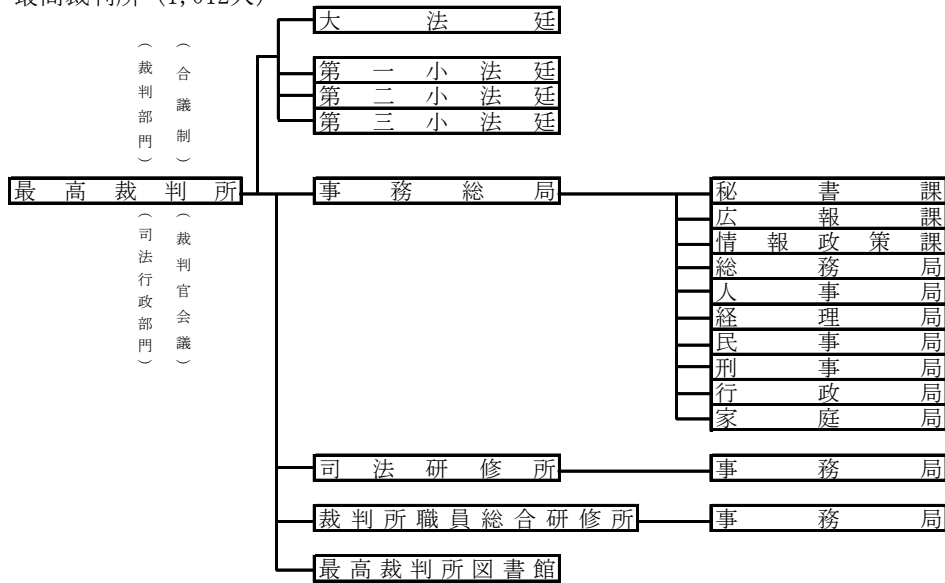 最高裁判所（1,012人）
大法廷
（裁判部門）
（合議制）
第一小法廷
第二小法廷
第三小法廷
最高裁判所
事務総局
秘書課
広報課
情報政策課
総務局
人事局
経理局
民事局
刑事局
行政局
家庭局
（司法行政部門）
（裁判官会議）
司法研修所
事務局
裁判所職員総合研修所
事務局
最高裁判所図書館